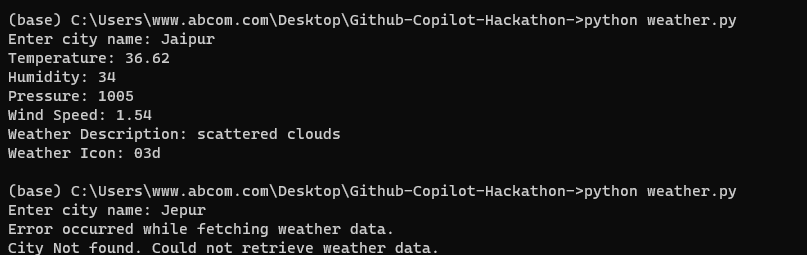 (base) C:\Users\www.abcom.com\Desktop\Github-Copilot-Hackathon->python weather.py
Enter city name: Jaipur
Temperature: 36.62
Humidity: 34
Pressure: 1005
Wind Speed: 1.54
Weather Description: scattered clouds
Weather Icon: 03d
(base) C:\Users\www.abcom.com\Desktop\Github-Copilot-Hackathon->python weather.py
Enter city name: Jepur
Error occurred while fetching weather data.
City Not found. Could not retrieve weather data.